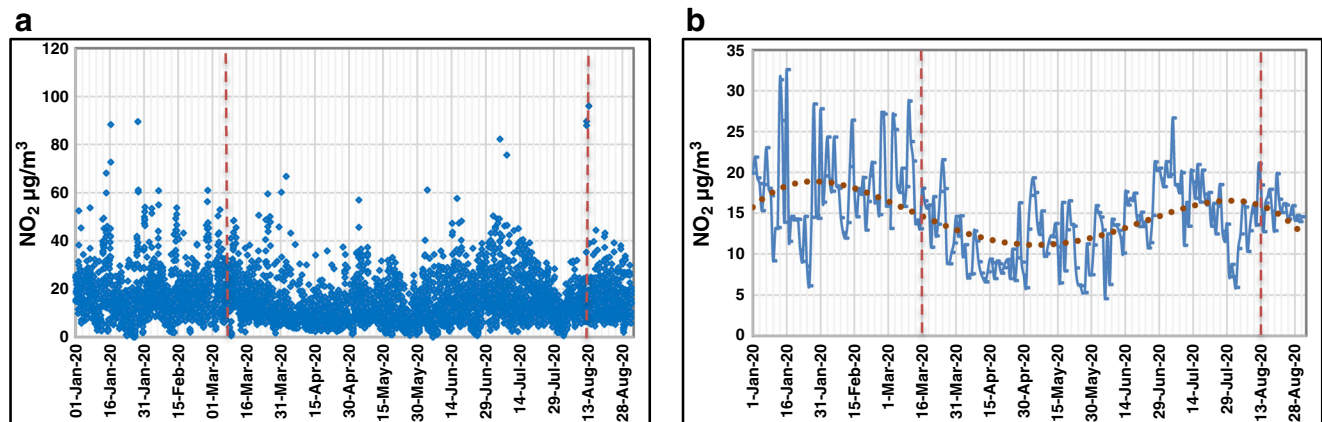 a
120
100
80
60
40
20
0
NO2 µg/m3
01-Jan-20
16-Jan-20
31-Jan-20
15-Feb-20
01-Mar-20
16-Mar-20
31-Mar-20
15-Apr-20
30-Apr-20
15-May-20
30-May-20
14-Jun-20
29-Jun-20
14-Jul-20
29-Jul-20
13-Aug-20
28-Aug-20
b
35
30
25
20
15
10
5
0
NO2 µg/m3
1-Jan-20
16-Jan-20
31-Jan-20
15-Feb-20
1-Mar-20
16-Mar-20
31-Mar-20
15-Apr-20
30-Apr-20
15-May-20
30-May-20
14-Jun-20
29-Jun-20
14-Jul-20
29-Jul-20
13-Aug-20
28-Aug-20